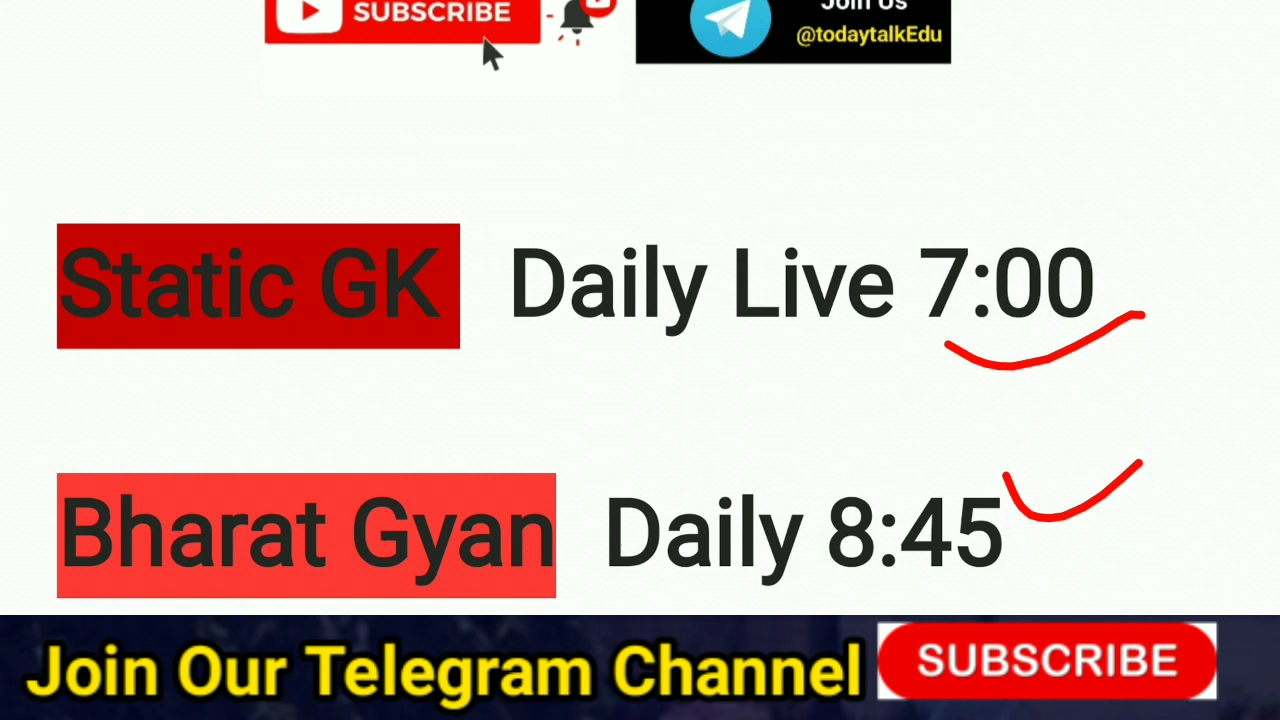 SUBSCRIBE
Join Us
@todaytalkEdu
Static GK Daily Live 7:00
Bharat Gyan Daily 8:45
Join Our Telegram Channel SUBSCRIBE